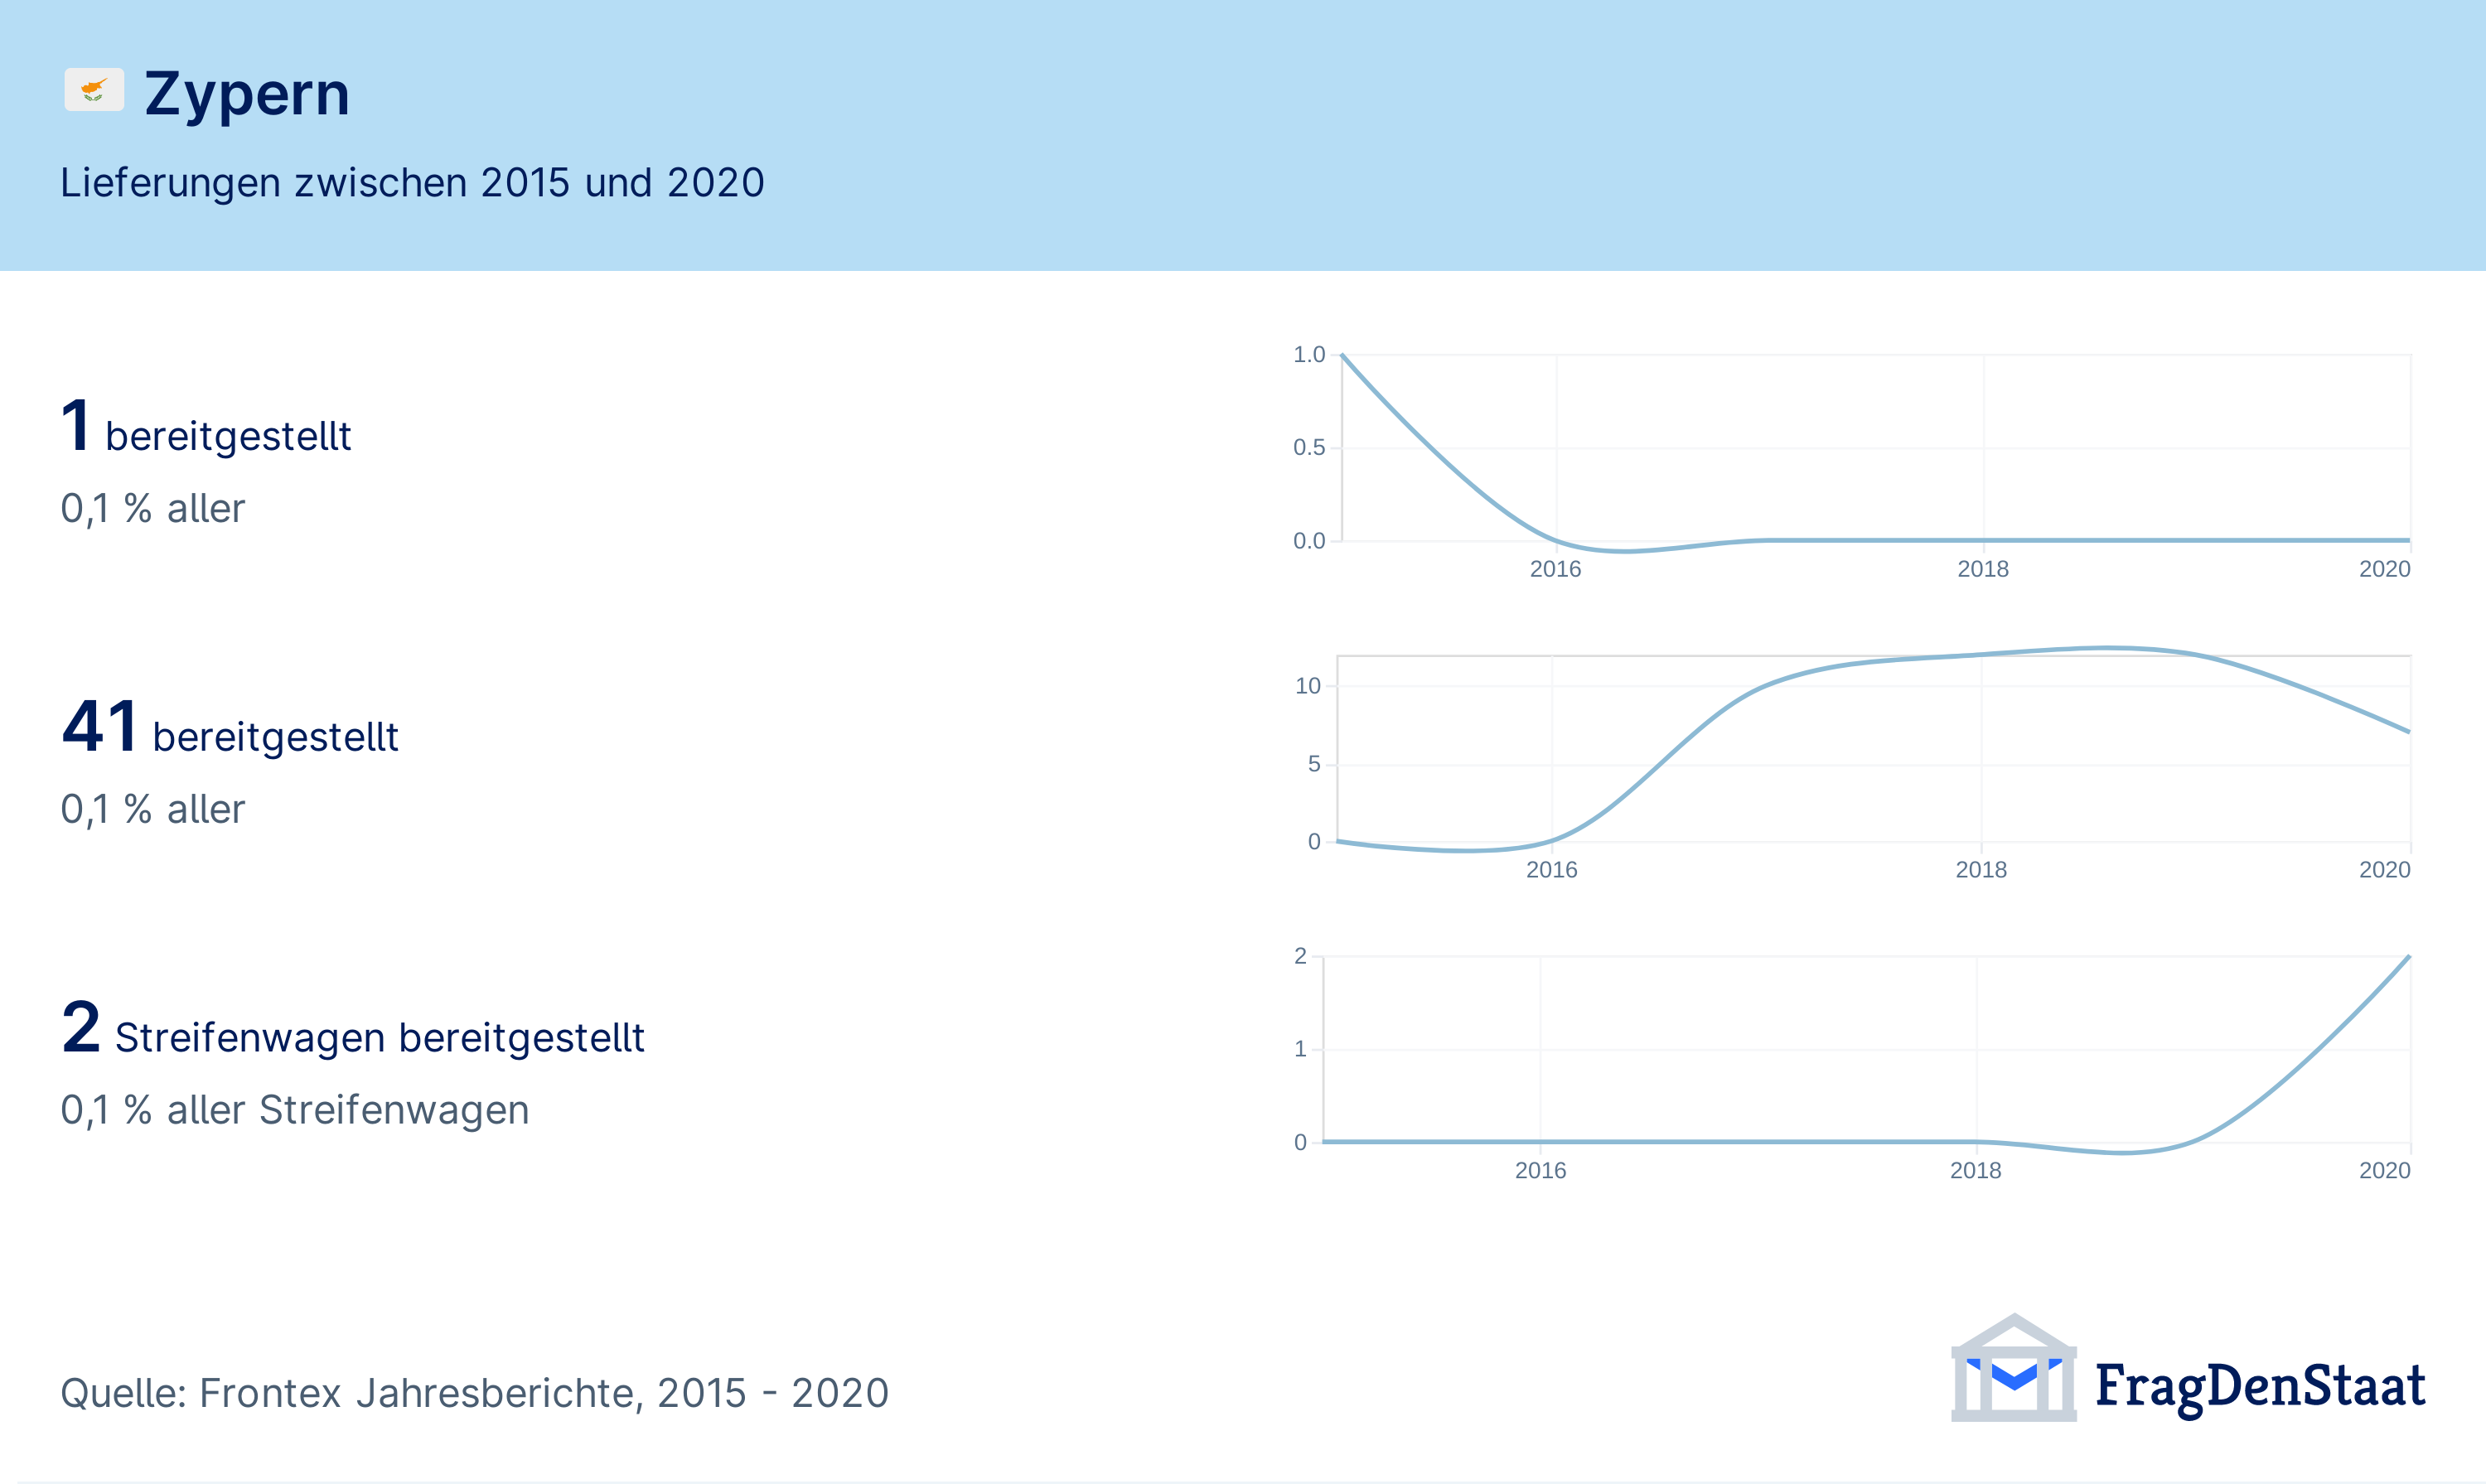 Zypern
Lieferungen zwischen 2015 und 2020
1 bereitgestellt
0,1 % aller
1.0
0.5
0.0
2016 2018 2020
41 bereitgestellt
0,1 % aller
10
5
0
2016 2018 2020
2 Streifenwagen bereitgestellt
0,1 % aller Streifenwagen
2
1
0
2016 2018 2020
Quelle: Frontex Jahresberichte, 2015 - 2020
FragDenStaat